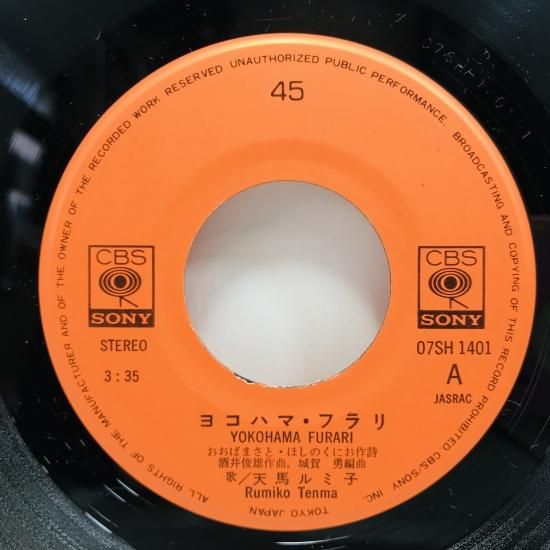 ALL RIGHTS OF THE MANUFACTURER AND OF THE OWNER OF THE RECORDED WORK RESERVED UNAUTHORIZED PUBLIC PERFORMANCE, BROADCASTING AND COPYING OF THIS RECORD PROHIBITED CBS/SONY INC.
TOKYO JAPAN
45
CBS
SONY
CBS
SONY
STEREO
3:35
07SH 1401
A
JASRAC
ヨコハマ・フラリ
YOKOHAMA FURARI
おおばまさと・ほしのくにお作詩
酒井俊雄作曲, 城賀 勇編曲
歌/天馬ルミ子
Rumiko Tenma